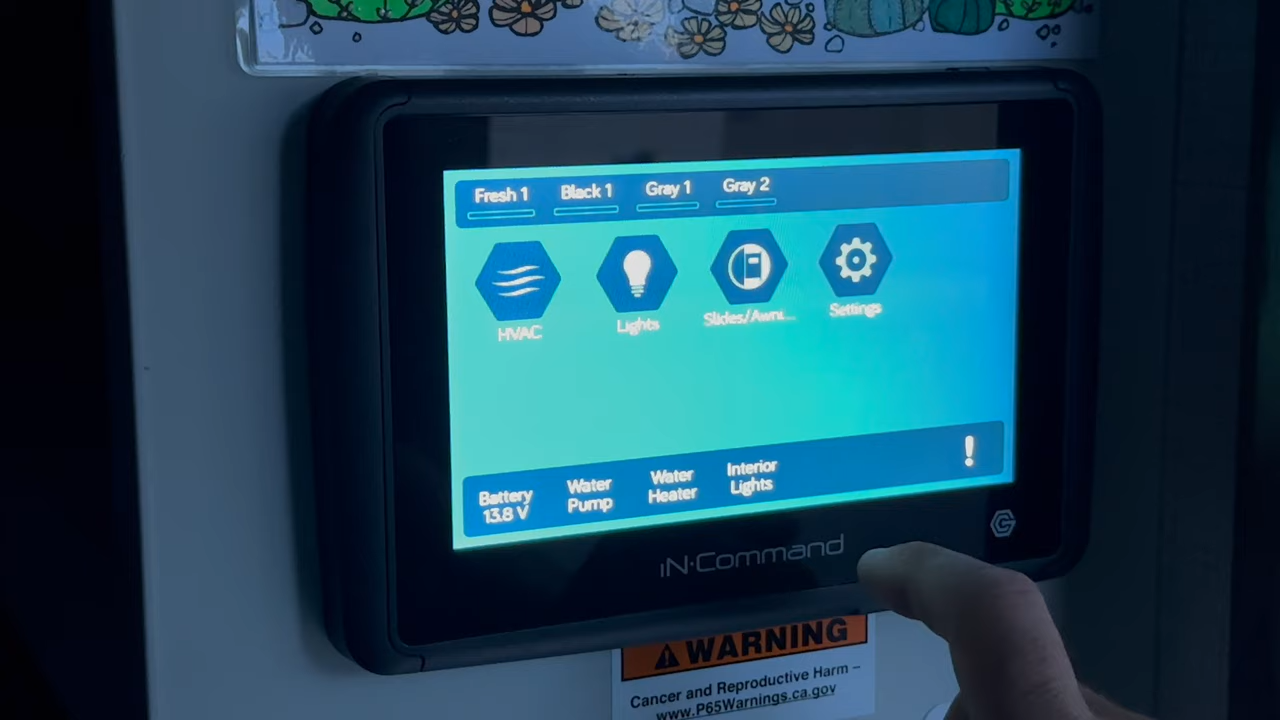 Fresh 1 Black 1 Gray 1 Gray 2
HVAC Lights Slides/Awni... Settings
Battery
13.8 V
Water
Pump
Water
Heater
Interior
Lights
!
iN·Command
WARNING
Cancer and Reproductive Harm –
www.P65Warnings.ca.gov